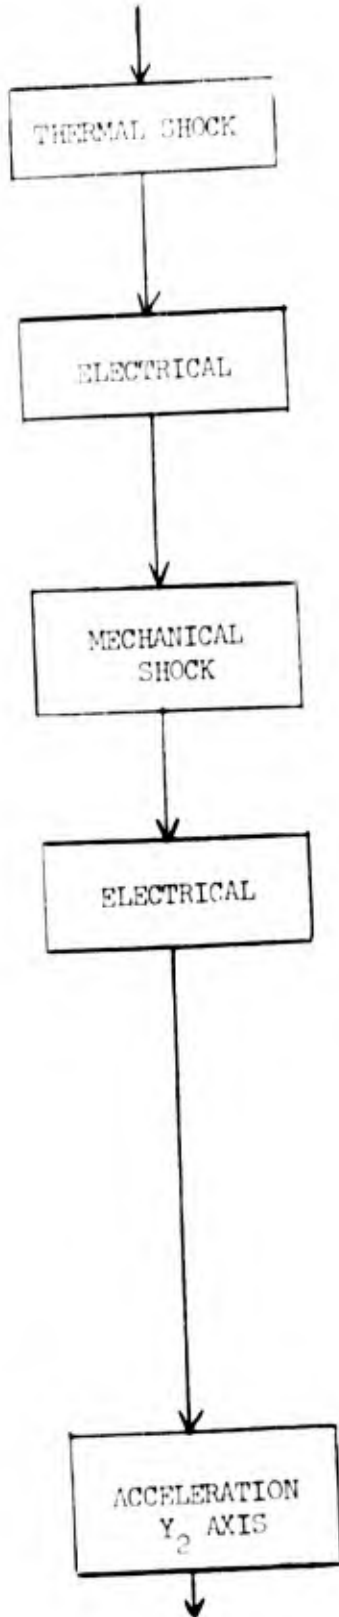 THERMAL SHOCK
ELECTRICAL
MECHANICAL
SHOCK
ELECTRICAL
ACCELERATION
Y₂ AXIS